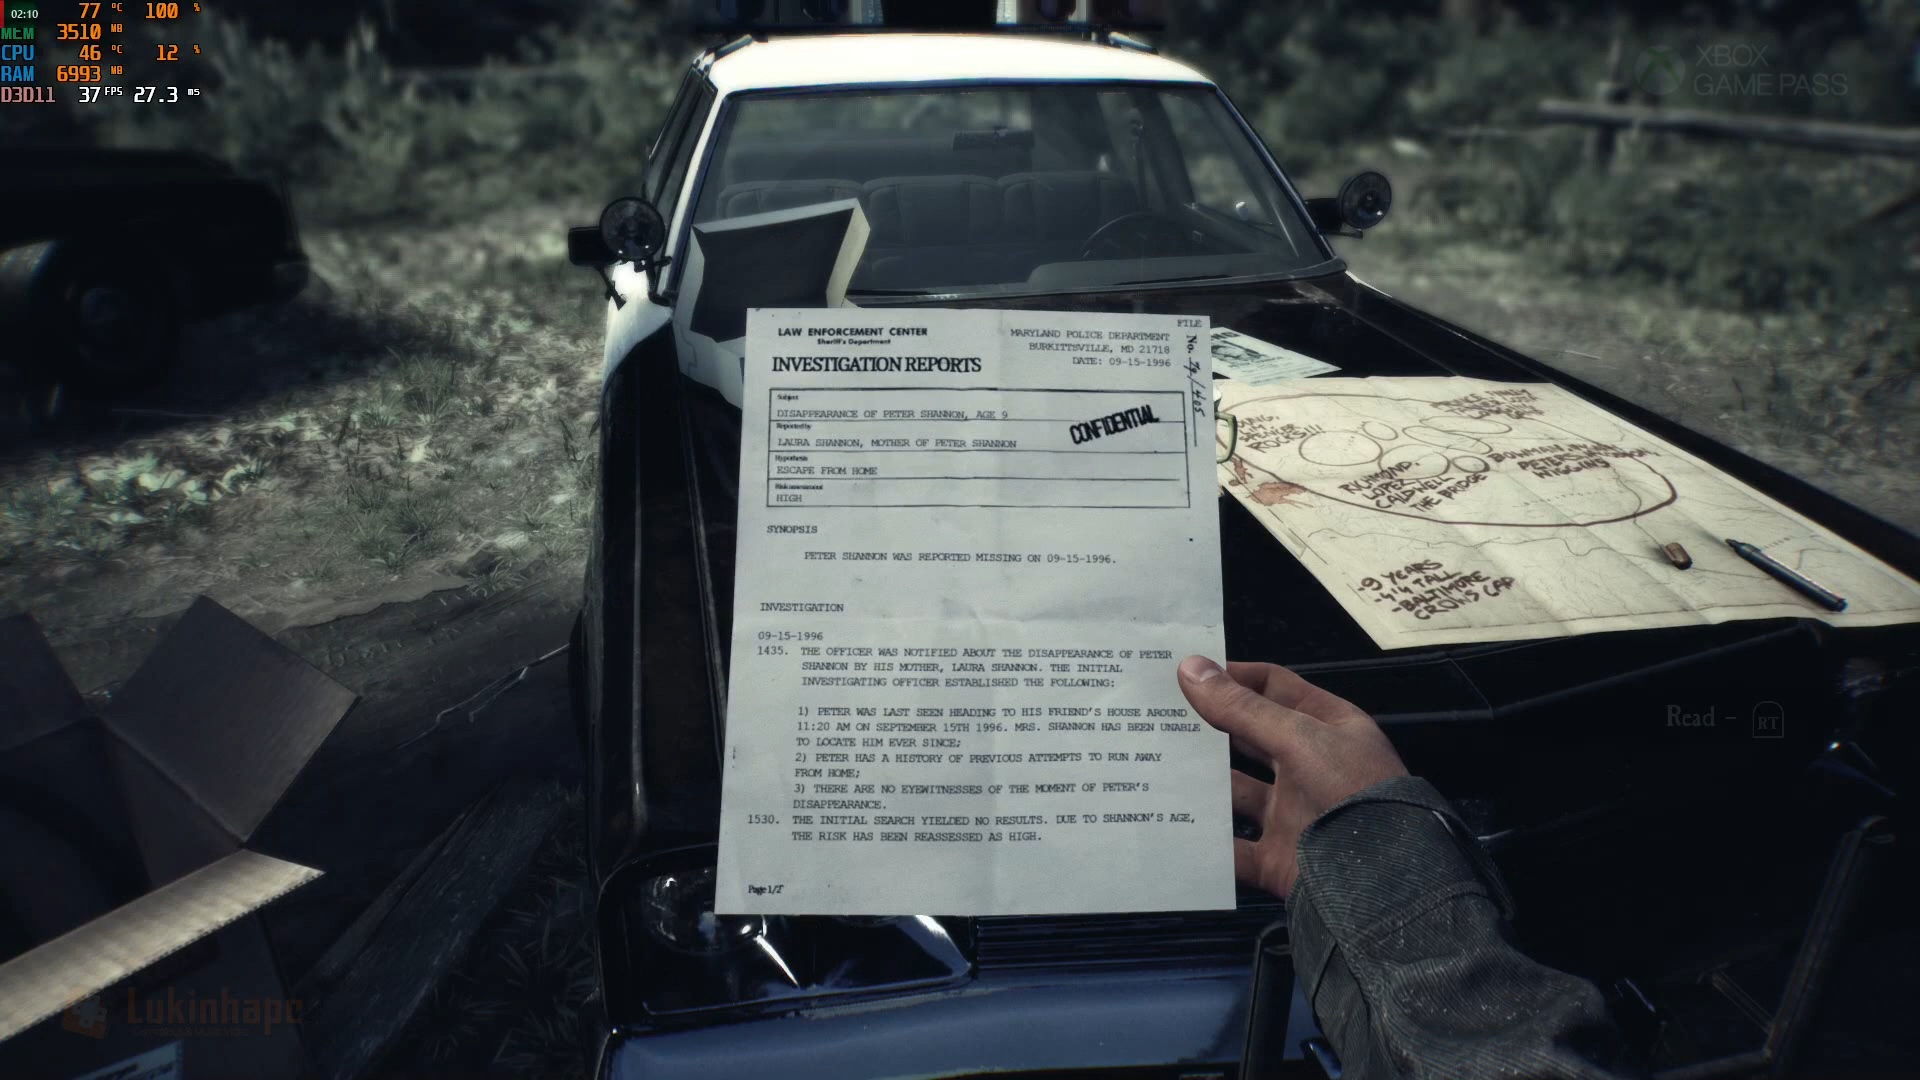 02:10 77 °C 100 %
MEM 3510 MB
CPU 46 °C 12 %
RAM 6993 MB
D3D11 37 FPS 27.3 ms
XBOX
GAME PASS
LAW ENFORCEMENT CENTER
Sheriff's Department
INVESTIGATION REPORTS
MARYLAND POLICE DEPARTMENT
BURKITTSVILLE, MD 21718
DATE: 09-15-1996
FILE
No.
Subject
DISAPPEARANCE OF PETER SHANNON, AGE 9
Reported by
LAURA SHANNON, MOTHER OF PETER SHANNON
CONFIDENTIAL
Hypothesis
ESCAPE FROM HOME
Risk assessment
HIGH
SYNOPSIS
PETER SHANNON WAS REPORTED MISSING ON 09-15-1996.
INVESTIGATION
09-15-1996
1435. THE OFFICER WAS NOTIFIED ABOUT THE DISAPPEARANCE OF PETER
SHANNON BY HIS MOTHER, LAURA SHANNON. THE INITIAL
INVESTIGATING OFFICER ESTABLISHED THE FOLLOWING:
1) PETER WAS LAST SEEN HEADING TO HIS FRIEND'S HOUSE AROUND
11:20 AM ON SEPTEMBER 15TH 1996. MRS. SHANNON HAS BEEN UNABLE
TO LOCATE HIM EVER SINCE;
2) PETER HAS A HISTORY OF PREVIOUS ATTEMPTS TO RUN AWAY
FROM HOME;
3) THERE ARE NO EYEWITNESSES OF THE MOMENT OF PETER'S
DISAPPEARANCE.
1530. THE INITIAL SEARCH YIELDED NO RESULTS. DUE TO SHANNON'S AGE,
THE RISK HAS BEEN REASSESSED AS HIGH.
Page 1/2
ROCKS!!!
RICHMOND,
LOPEZ,
CALDWELL
THE BRIDGE
BOWMAN,
HIGGINS
-9 YEARS
-4'4 TALL
-BALTIMORE
CROWS CAP
Read - RT
Lukinhapc